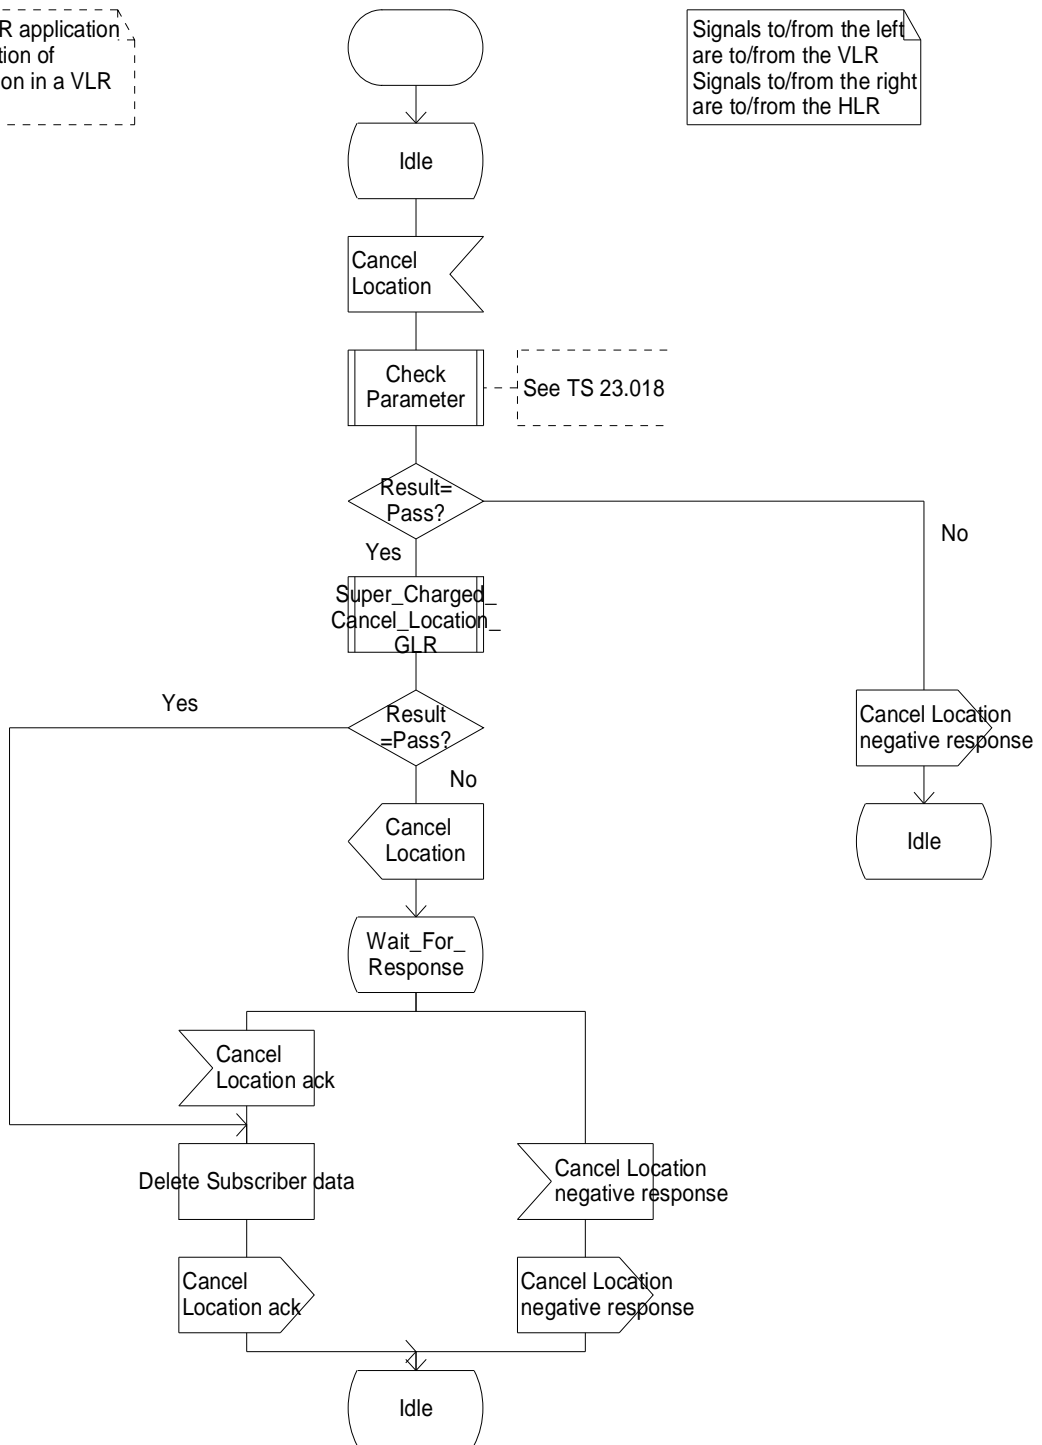 R application
tion of
on in a VLR
Signals to/from the left
are to/from the VLR
Signals to/from the right
are to/from the HLR
Idle
Cancel
Location
Check
Parameter
See TS 23.018
Result=
Pass?
No
Yes
Super_Charged_
Cancel_Location_
GLR
Yes
Result
=Pass?
No
Cancel Location
negative response
Cancel
Location
Idle
Wait_For_
Response
Cancel
Location ack
Delete Subscriber data
Cancel Location
negative response
Cancel
Location ack
Cancel Location
negative response
Idle